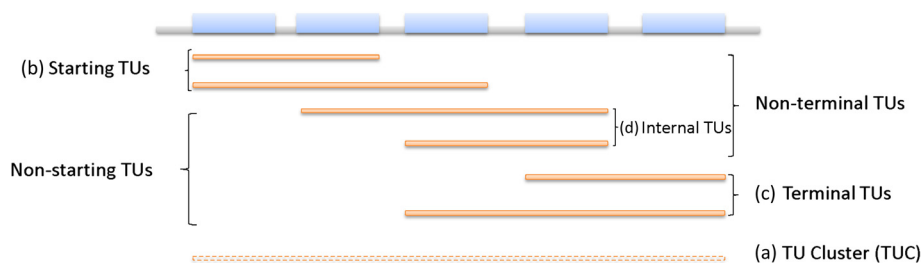 (b) Starting TUs
Non-terminal TUs
(d) Internal TUs
Non-starting TUs
(c) Terminal TUs
(a) TU Cluster (TUC)